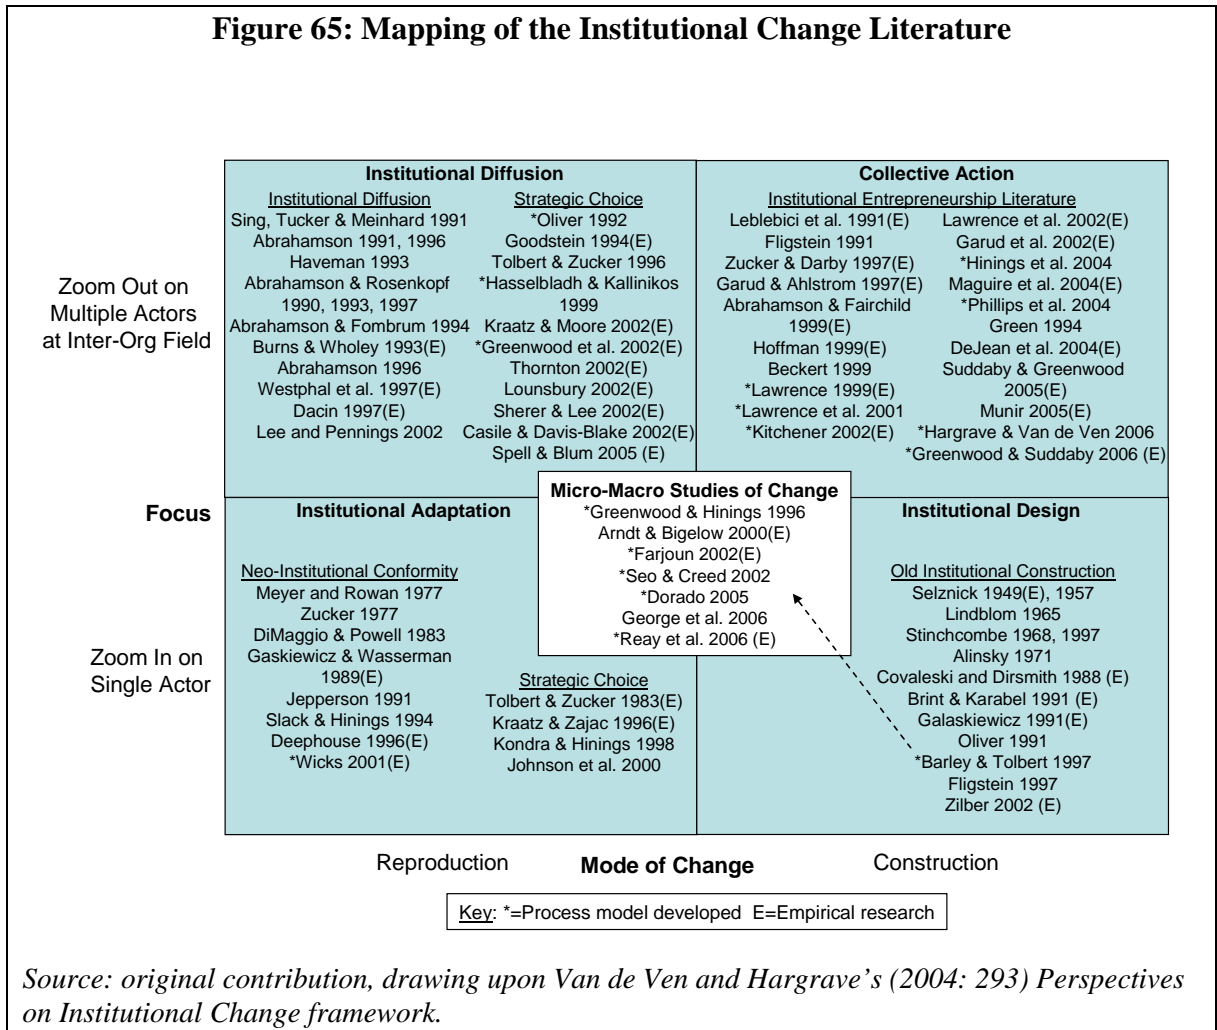 Figure 65: Mapping of the Institutional Change Literature
Zoom Out on
Multiple Actors
at Inter-Org Field
Focus
Zoom In on
Single Actor
Institutional Diffusion
Institutional Diffusion
Sing, Tucker & Meinhard 1991
Abrahamson 1991, 1996
Haveman 1993
Abrahamson & Rosenkopf
1990, 1993, 1997
Abrahamson & Fombrum 1994
Burns & Wholey 1993(E)
Abrahamson 1996
Westphal et al. 1997(E)
Dacin 1997(E)
Lee and Pennings 2002
Strategic Choice
*Oliver 1992
Goodstein 1994(E)
Tolbert & Zucker 1996
*Hasselbladh & Kallinikos
1999
Kraatz & Moore 2002(E)
*Greenwood et al. 2002(E)
Thornton 2002(E)
Lounsbury 2002(E)
Sherer & Lee 2002(E)
Casile & Davis-Blake 2002(E)
Spell & Blum 2005 (E)
Collective Action
Institutional Entrepreneurship Literature
Leblebici et al. 1991(E)
Fligstein 1991
Zucker & Darby 1997(E)
Garud & Ahlstrom 1997(E)
Abrahamson & Fairchild
1999(E)
Hoffman 1999(E)
Beckert 1999
*Lawrence 1999(E)
*Lawrence et al. 2001
*Kitchener 2002(E)
Lawrence et al. 2002(E)
Garud et al. 2002(E)
*Hinings et al. 2004
Maguire et al. 2004(E)
*Phillips et al. 2004
Green 1994
DeJean et al. 2004(E)
Suddaby & Greenwood
2005(E)
Munir 2005(E)
*Hargrave & Van de Ven 2006
*Greenwood & Suddaby 2006 (E)
Micro-Macro Studies of Change
*Greenwood & Hinings 1996
Arndt & Bigelow 2000(E)
*Farjoun 2002(E)
*Seo & Creed 2002
*Dorado 2005
George et al. 2006
*Reay et al. 2006 (E)
Institutional Adaptation
Neo-Institutional Conformity
Meyer and Rowan 1977
Zucker 1977
DiMaggio & Powell 1983
Gaskiewicz & Wasserman
1989(E)
Jepperson 1991
Slack & Hinings 1994
Deephouse 1996(E)
*Wicks 2001(E)
Strategic Choice
Tolbert & Zucker 1983(E)
Kraatz & Zajac 1996(E)
Kondra & Hinings 1998
Johnson et al. 2000
Institutional Design
Old Institutional Construction
Selznick 1949(E), 1957
Lindblom 1965
Stinchcombe 1968, 1997
Alinsky 1971
Covaleski and Dirsmith 1988 (E)
Brint & Karabel 1991 (E)
Galaskiewicz 1991(E)
Oliver 1991
*Barley & Tolbert 1997
Fligstein 1997
Zilber 2002 (E)
Reproduction
Mode of Change
Construction
Key: *=Process model developed E=Empirical research
Source: original contribution, drawing upon Van de Ven and Hargrave's (2004: 293) Perspectives
on Institutional Change framework.